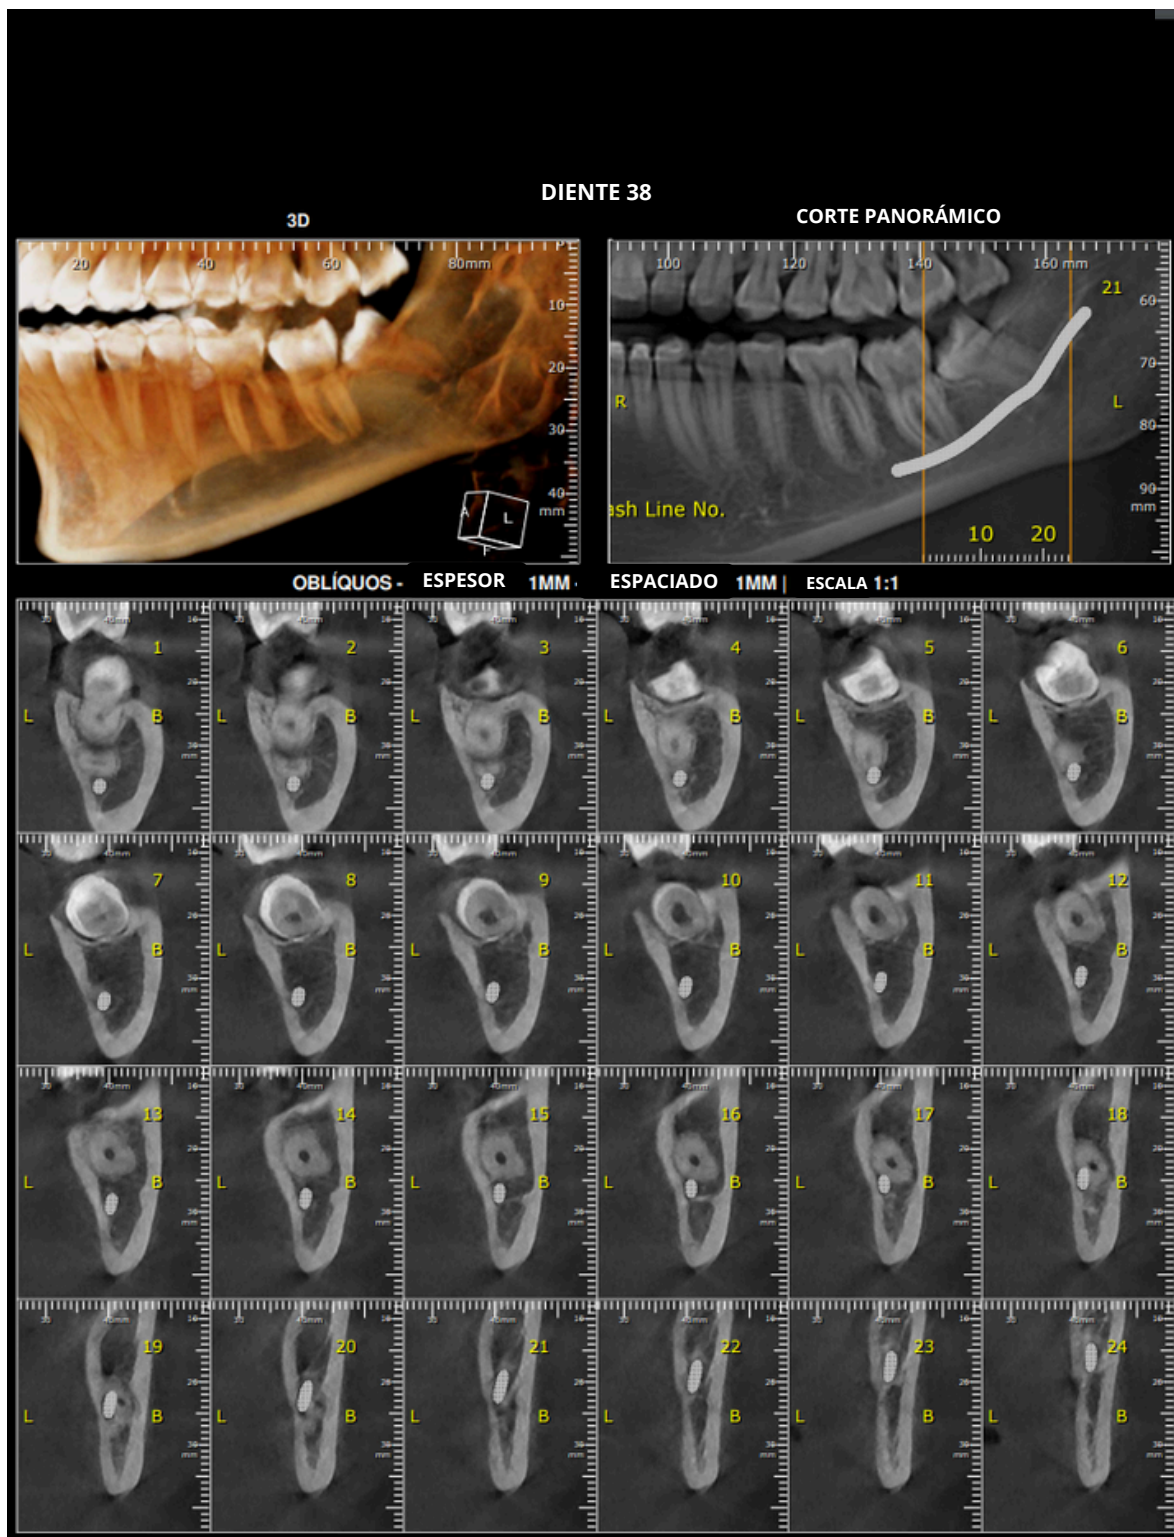 DIENTE 38
3D
CORTE PANORÁMICO
20 40 60 80mm
10
20
30
40
mm
A L F
100 120 140 160 mm
21
60
70
80
90
mm
R L
ash Line No.
10 20
OBLÍQUOS - ESPESOR 1MM - ESPACIADO 1MM | ESCALA 1:1
1 2 3 4 5 6
L B L B L B L B L B L B
7 8 9 10 11 12
L B L B L B L B L B L B
13 14 15 16 17 18
L B L B L B L B L B L B
19 20 21 22 23 24
L B L B L B L B L B L B